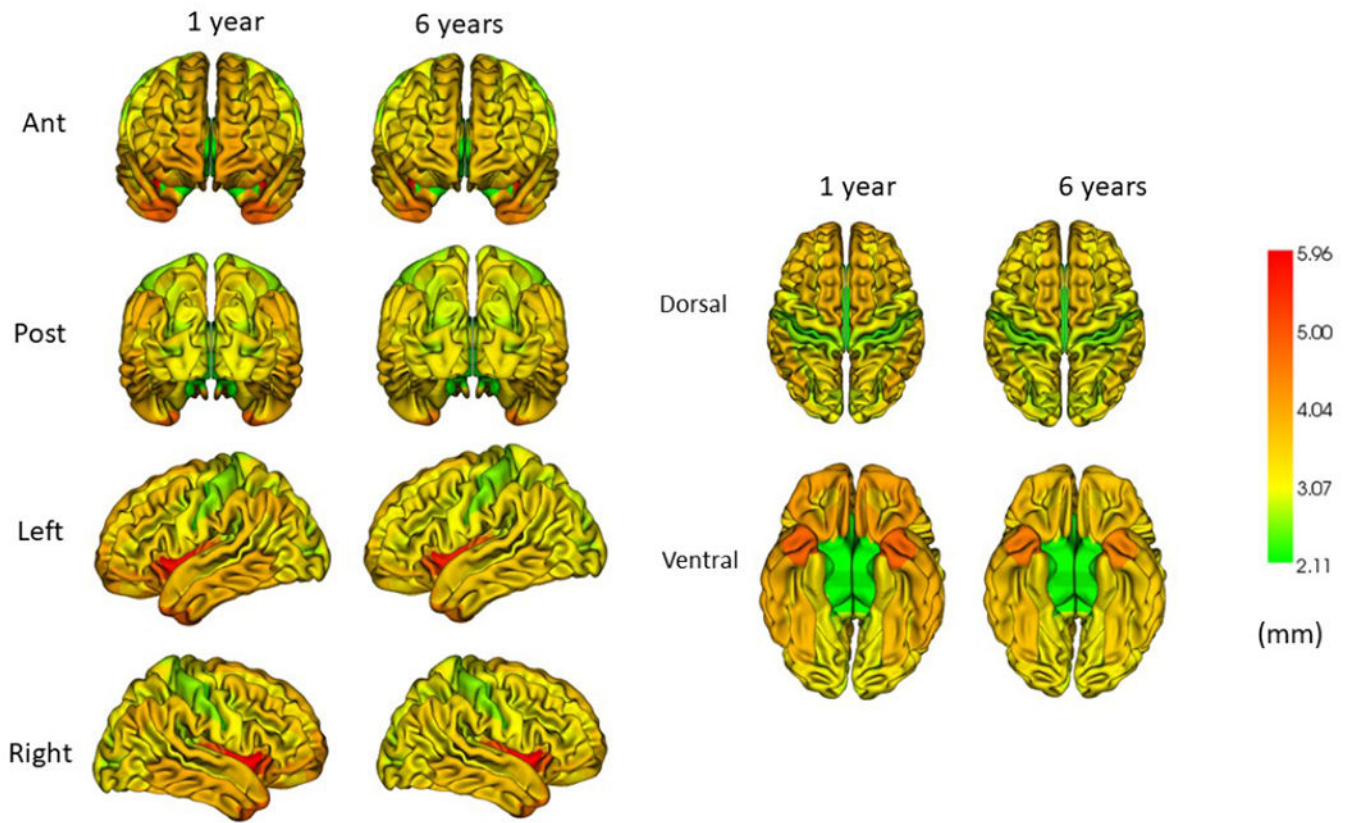 1 year 6 years
Ant
Post
Left
Right
1 year 6 years
Dorsal
Ventral
5.96
5.00
4.04
3.07
2.11
(mm)